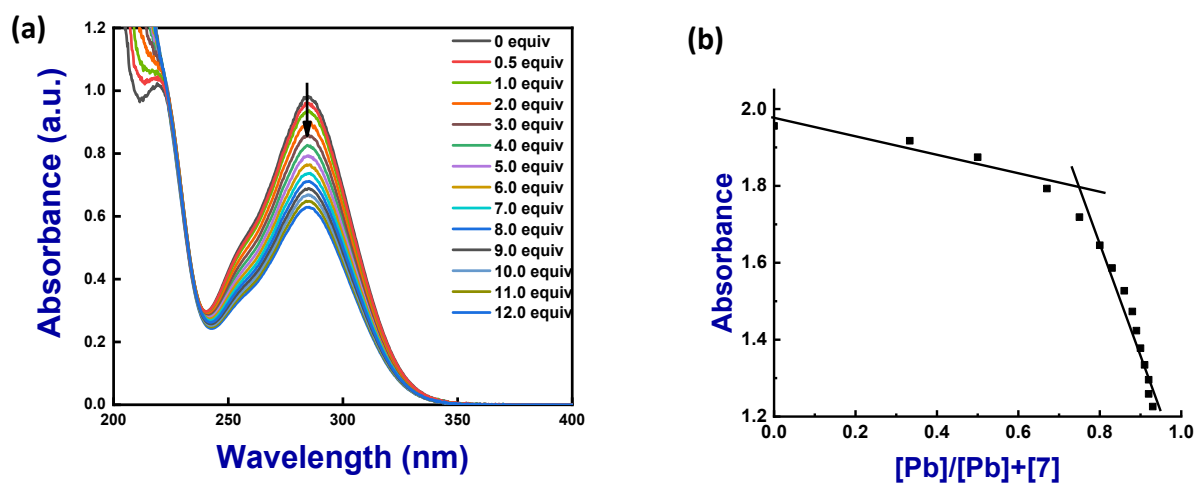 (a)
1.2
1.0
0.8
0.6
0.4
0.2
0.0
200
250
300
350
400
Absorbance (a.u.)
Wavelength (nm)
0 equiv
0.5 equiv
1.0 equiv
2.0 equiv
3.0 equiv
4.0 equiv
5.0 equiv
6.0 equiv
7.0 equiv
8.0 equiv
9.0 equiv
10.0 equiv
11.0 equiv
12.0 equiv
(b)
2.0
1.8
1.6
1.4
1.2
0.0
0.2
0.4
0.6
0.8
1.0
Absorbance
[Pb]/[Pb]+[7]